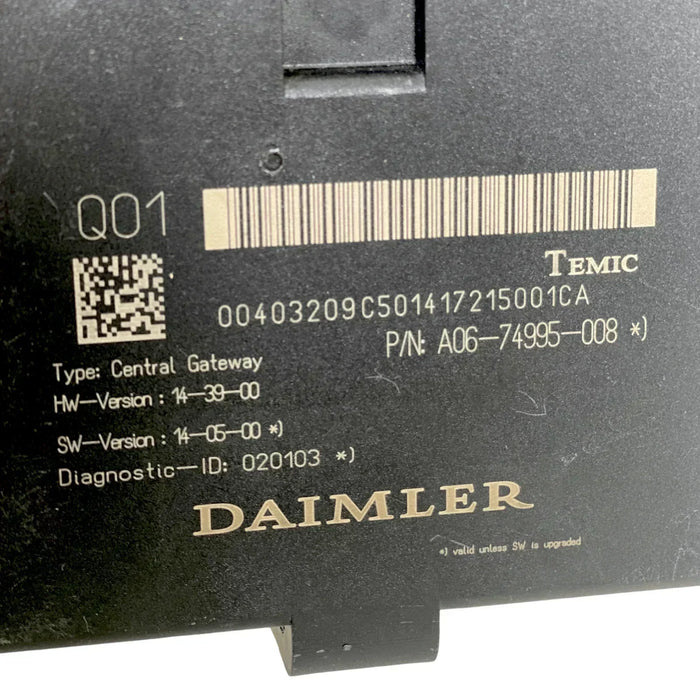 Q01
TEMIC
00403209C501417215001CA
P/N: A06-74995-008 *)
Type: Central Gateway
HW-Version : 14-39-00
SW-Version : 14-05-00 *)
Diagnostic-ID: 020103 *)
DAIMLER
*) valid unless SW is upgraded